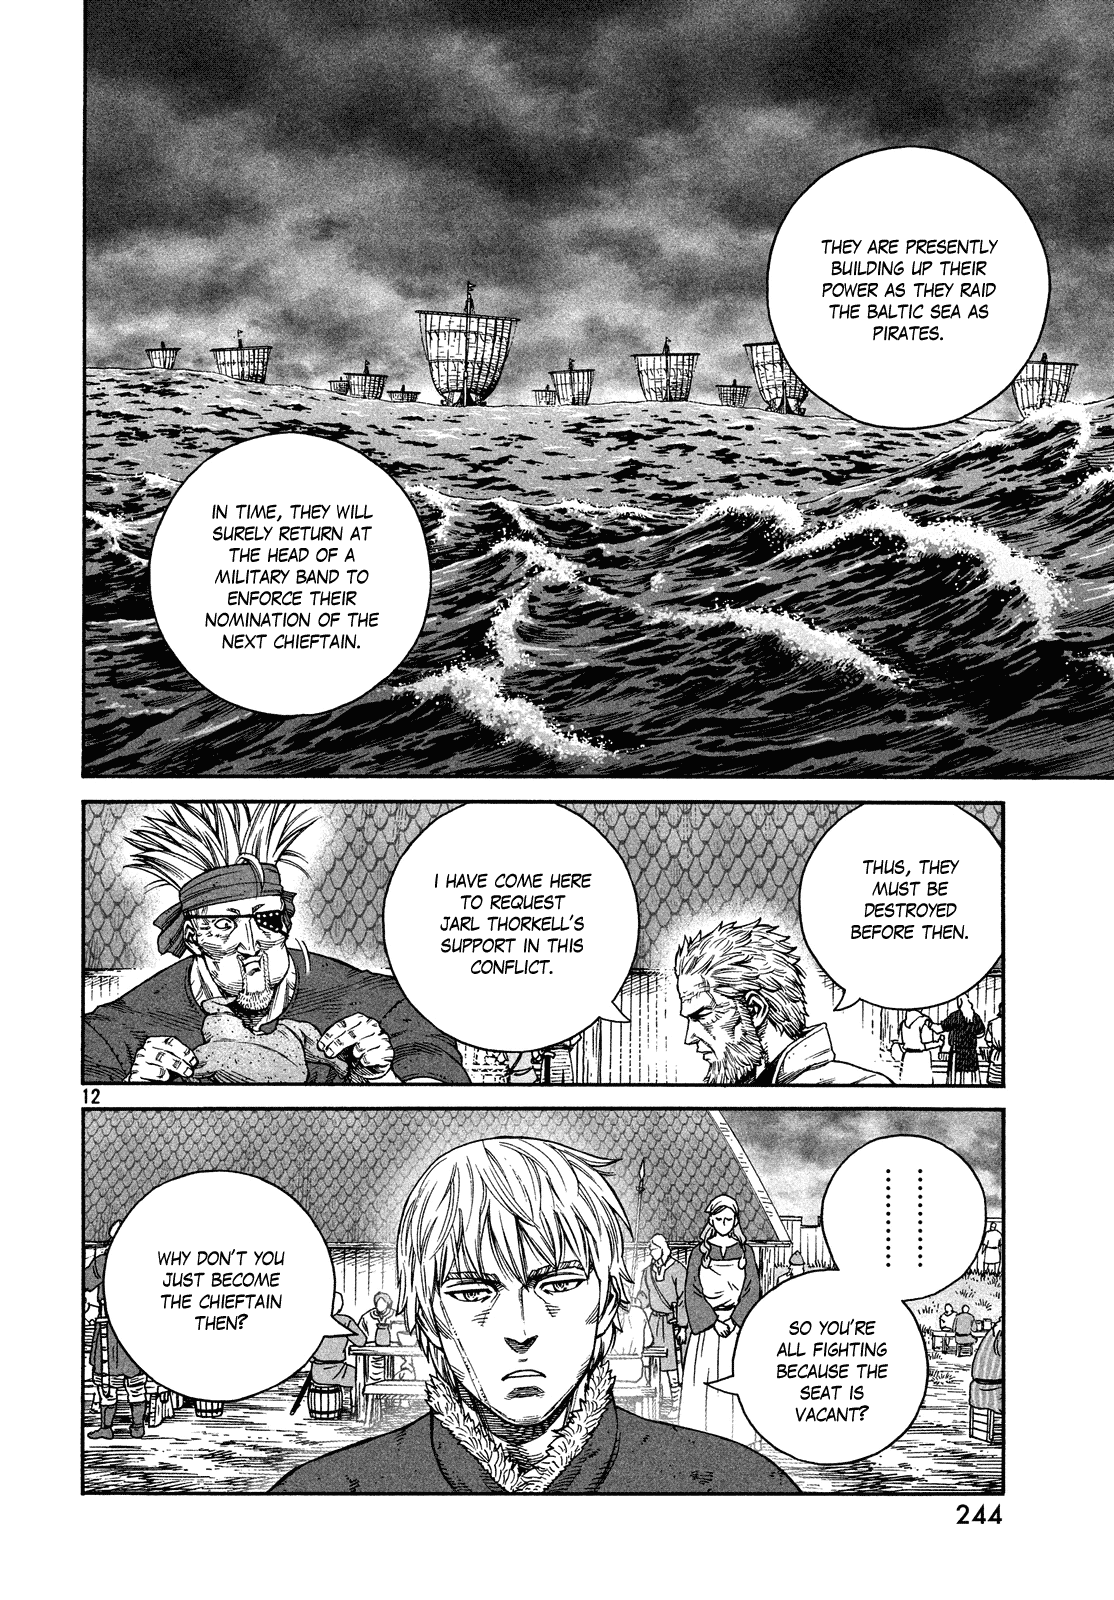 THEY ARE PRESENTLY
BUILDING UP THEIR
POWER AS THEY RAID
THE BALTIC SEA AS
PIRATES.
IN TIME, THEY WILL
SURELY RETURN AT
THE HEAD OF A
MILITARY BAND TO
ENFORCE THEIR
NOMINATION OF THE
NEXT CHIEFTAIN.
THUS, THEY
MUST BE
DESTROYED
BEFORE THEN.
I HAVE COME HERE
TO REQUEST
JARL THORKELL'S
SUPPORT IN THIS
CONFLICT.
12
........
........
SO YOU'RE
ALL FIGHTING
BECAUSE THE
SEAT IS
VACANT?
WHY DON'T YOU
JUST BECOME
THE CHIEFTAIN
THEN?
244